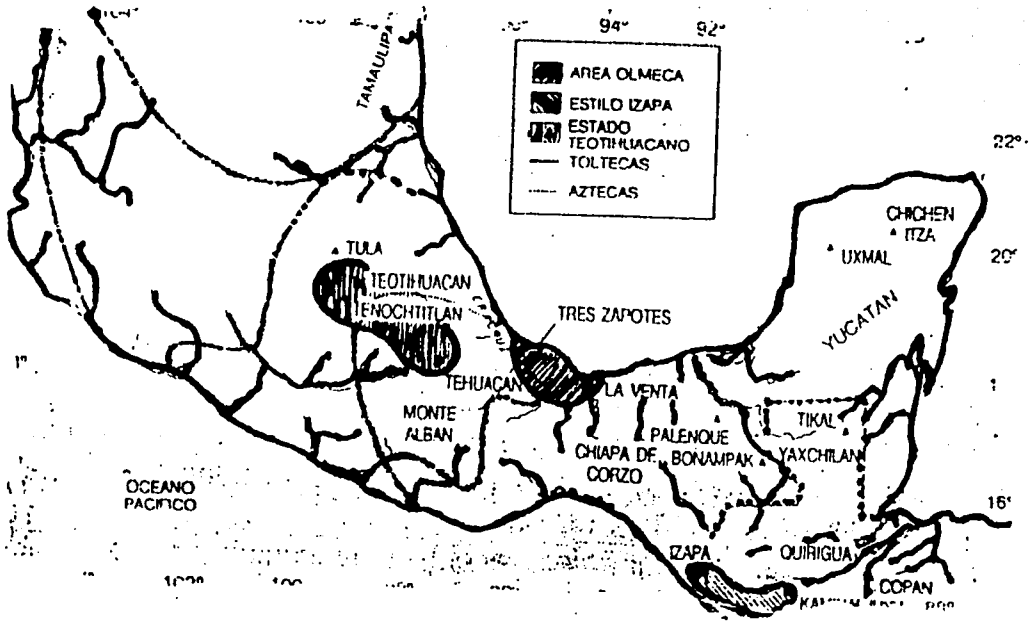 94°
92°
TAMAULIPA
AREA OLMECA
ESTILO IZAPA
ESTADO
TEOTIHUACANO
TOLTECAS
AZTECAS
22°
CHICHEN
ITZA
TULA
UXMAL
20°
TEOTIHUACAN
TENOCHTITLAN
TRES ZAPOTES
YUCATAN
TEHUACAN
LA VENTA
MONTE
ALBAN
TIKAL
PALENQUE
CHIAPA DE
CORZO
BONAMPAK
YAXCHILAN
OCEANO
PACIFICO
16°
IZAPA
QUIRIGUA
COPAN
102°